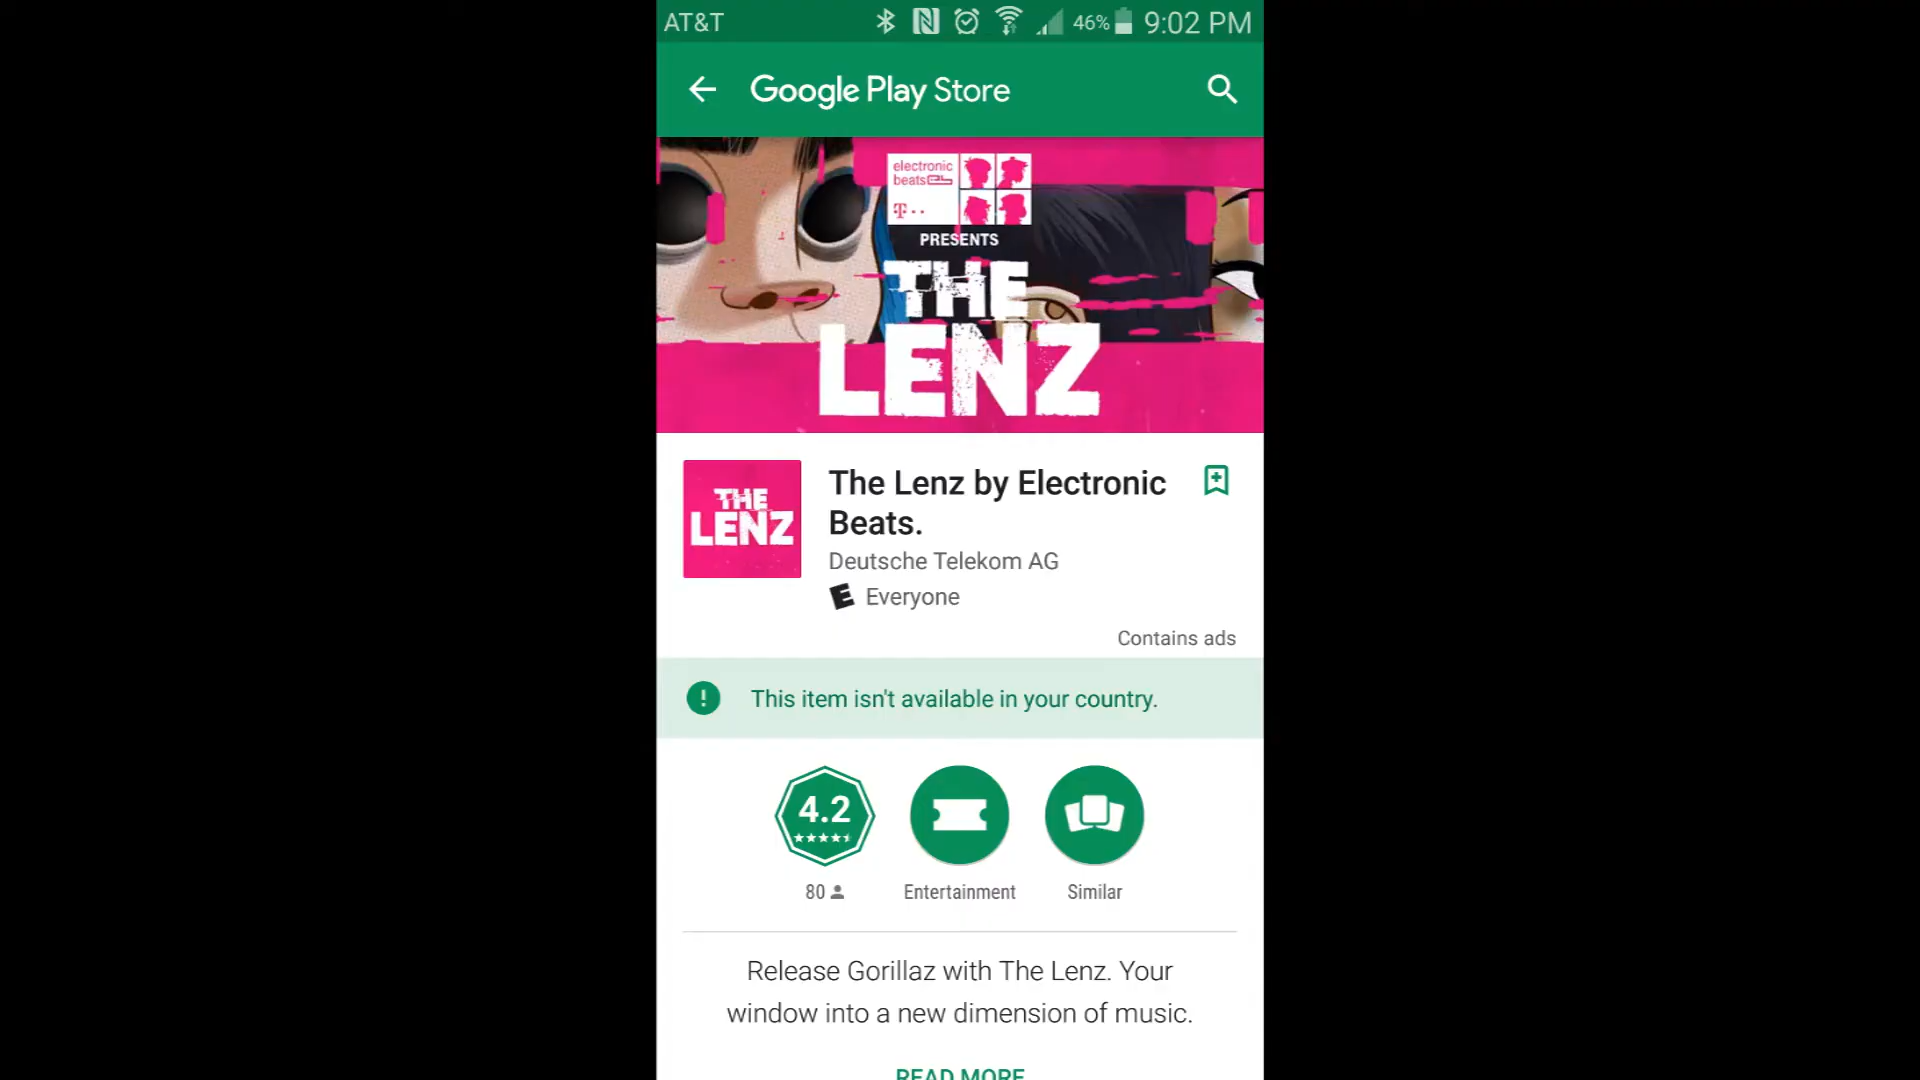 AT&T 46% 9:02 PM
Google Play Store
electronic
beats
T
PRESENTS
THE
LENZ
THE
LENZ
The Lenz by Electronic
Beats.
Deutsche Telekom AG
E Everyone
Contains ads
This item isn't available in your country.
4.2
80
Entertainment
Similar
Release Gorillaz with The Lenz. Your
window into a new dimension of music.
READ MORE